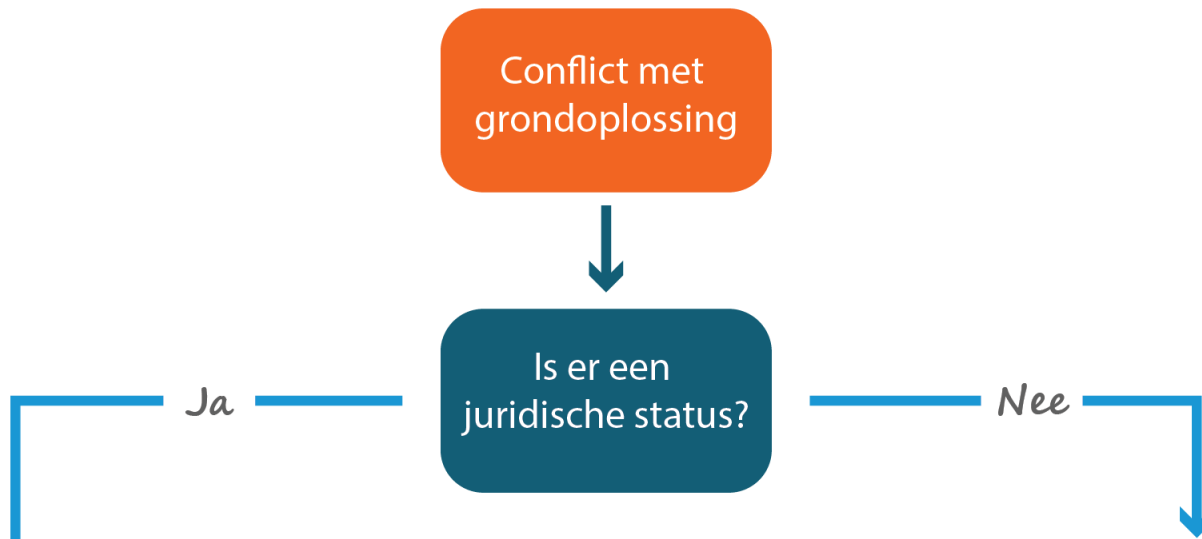 Conflict met
grondoplossing
Is er een
juridische status?
Ja
Nee